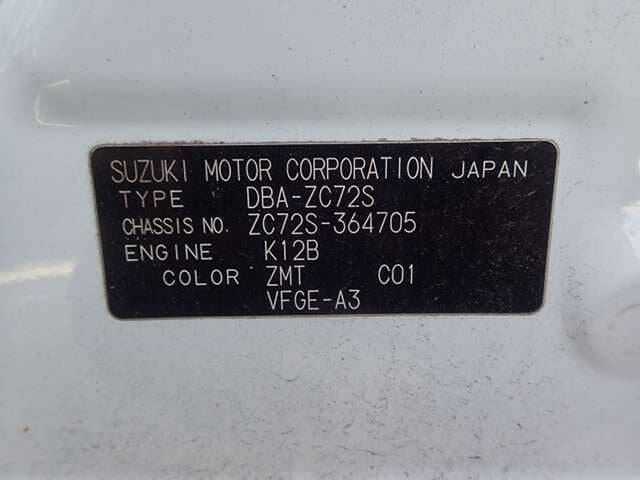 SUZUKI MOTOR CORPORATION JAPAN
TYPE DBA-ZC72S
CHASSIS NO. ZC72S-364705
ENGINE K12B
COLOR ZMT C01
VFGE-A3